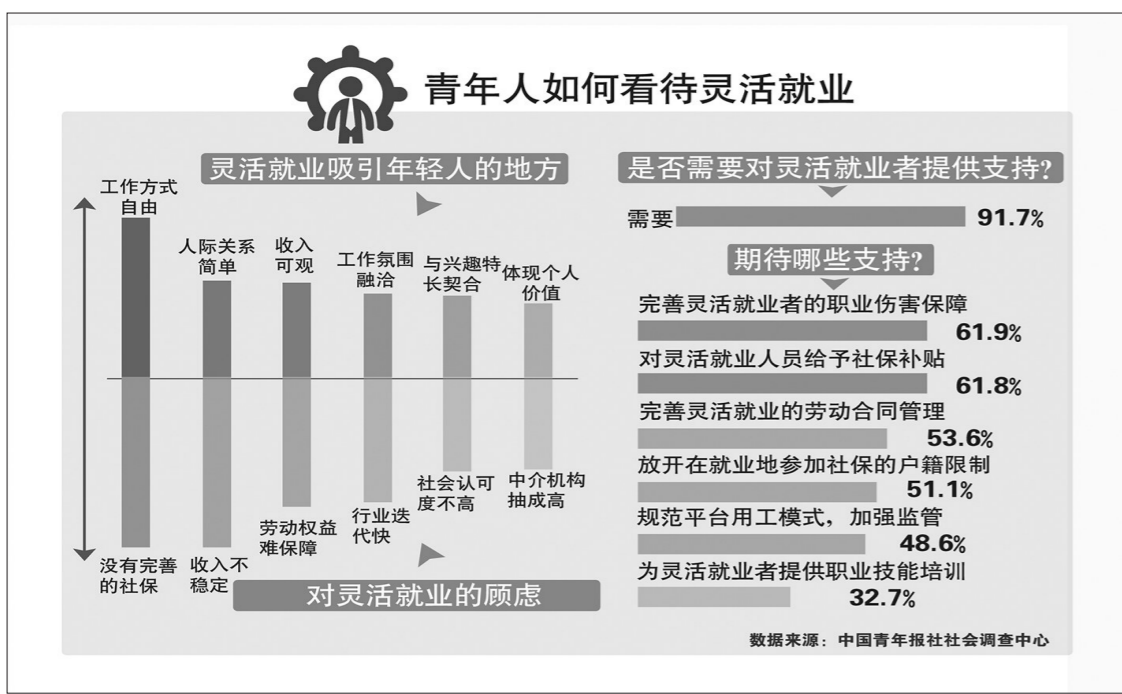 青年人如何看待灵活就业
灵活就业吸引年轻人的地方
工作方式
自由
人际关系
简单
收入
可观
工作氛围
融洽
与兴趣特
长契合
体现个人
价值
没有完善
的社保
收入不
稳定
劳动权益
难保障
行业迭
代快
社会认可
度不高
中介机构
抽成高
对灵活就业的顾虑
是否需要对灵活就业者提供支持?
需要 91.7%
期待哪些支持?
完善灵活就业者的职业伤害保障
61.9%
对灵活就业人员给予社保补贴
61.8%
完善灵活就业的劳动合同管理
53.6%
放开在就业地参加社保的户籍限制
51.1%
规范平台用工模式，加强监管
48.6%
为灵活就业者提供职业技能培训
32.7%
数据来源：中国青年报社社会调查中心